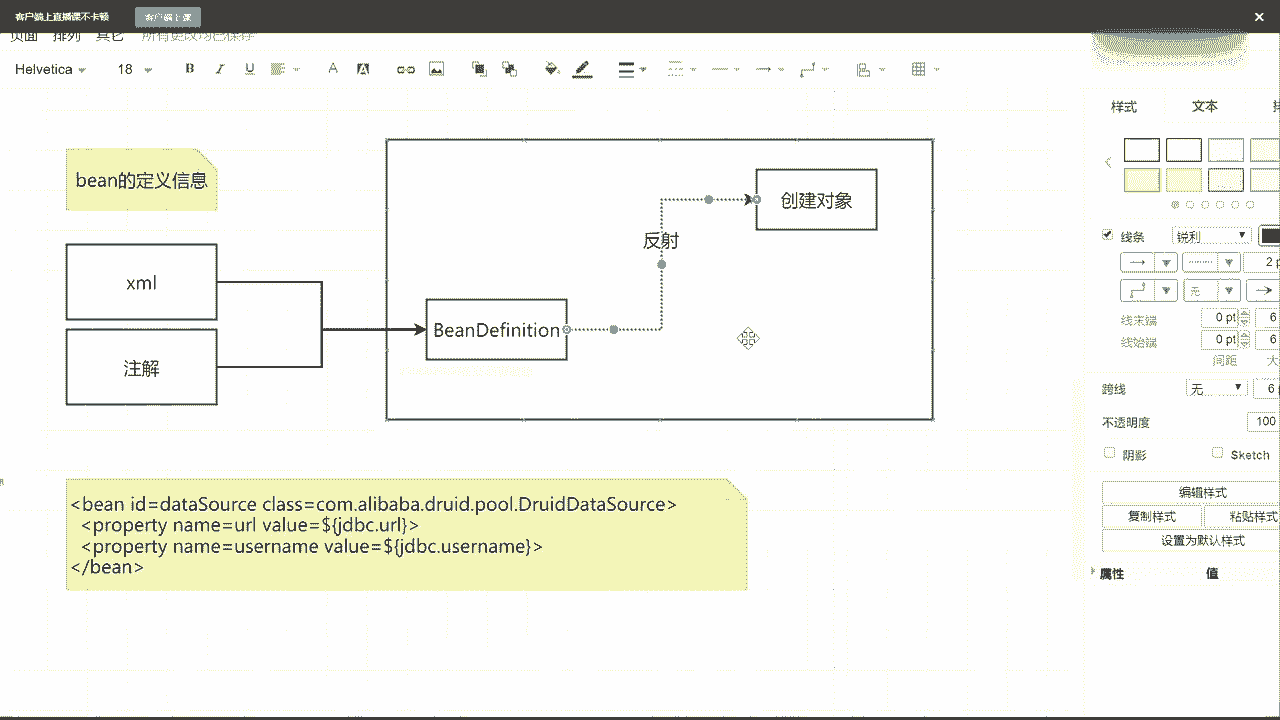 客户端上直播课不卡顿
客户端上课
页面 排列 其它 所有更改均已保存
Helvetica 18 B I U A A
样式 文本
bean的定义信息
创建对象
反射
xml
BeanDefinition
注解
线条 锐利
2 p
无
线末端 0 pt 6
线始端 0 pt 6
间距 大
跨线 无 6
不透明度 100
阴影 Sketch
编辑样式
复制样式 粘贴样式
设置为默认样式
属性 值
<bean id=dataSource class=com.alibaba.druid.pool.DruidDataSource>
<property name=url value=${jdbc.url}>
<property name=username value=${jdbc.username}>
</bean>